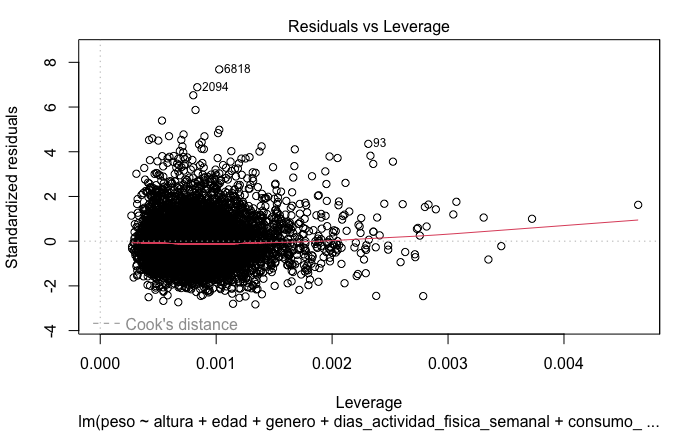 Residuals vs Leverage
Standardized residuals
8
6
4
2
0
-2
-4
6818
2094
93
Cook's distance
0.000 0.001 0.002 0.003 0.004
Leverage
lm(peso ~ altura + edad + genero + dias_actividad_fisica_semanal + consumo_ ...